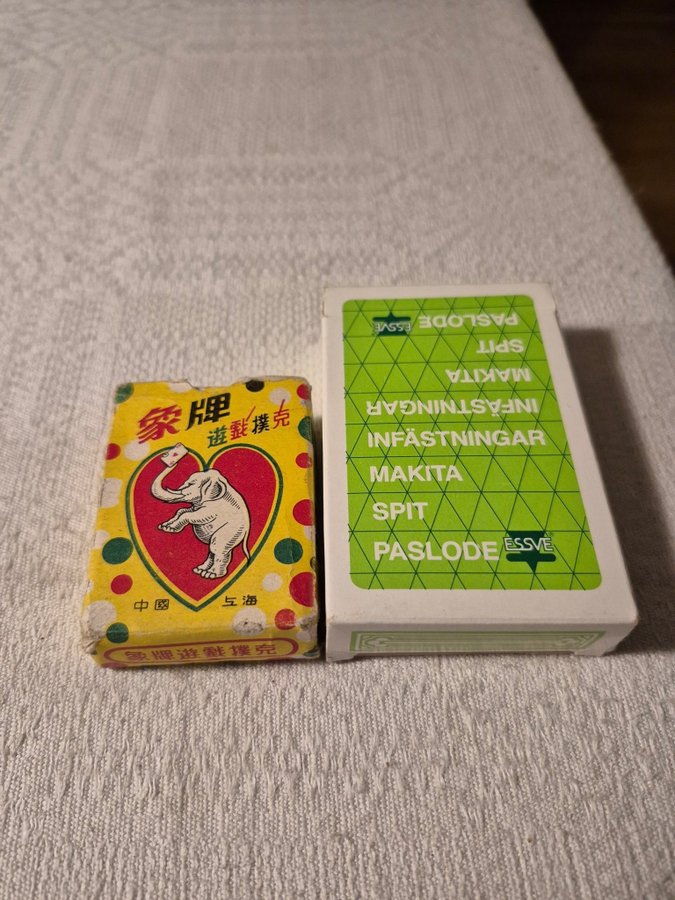 象牌
遊戲撲克
中國 上海
象牌遊戲撲克
PASLODE ESSVE
SPIT
MAKITA
INFÄSTNINGAR
INFÄSTNINGAR
MAKITA
SPIT
PASLODE ESSVE